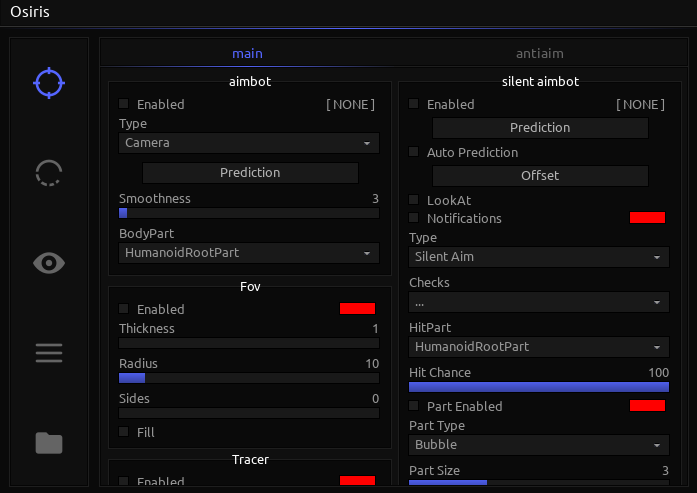 Osiris
main
antiaim
aimbot
Enabled [ NONE ]
Type
Camera
Prediction
Smoothness 3
BodyPart
HumanoidRootPart
Fov
Enabled
Thickness 1
Radius 10
Sides 0
Fill
Tracer
Enabled
silent aimbot
Enabled [ NONE ]
Prediction
Auto Prediction
Offset
LookAt
Notifications
Type
Silent Aim
Checks
...
HitPart
HumanoidRootPart
Hit Chance 100
Part Enabled
Part Type
Bubble
Part Size 3